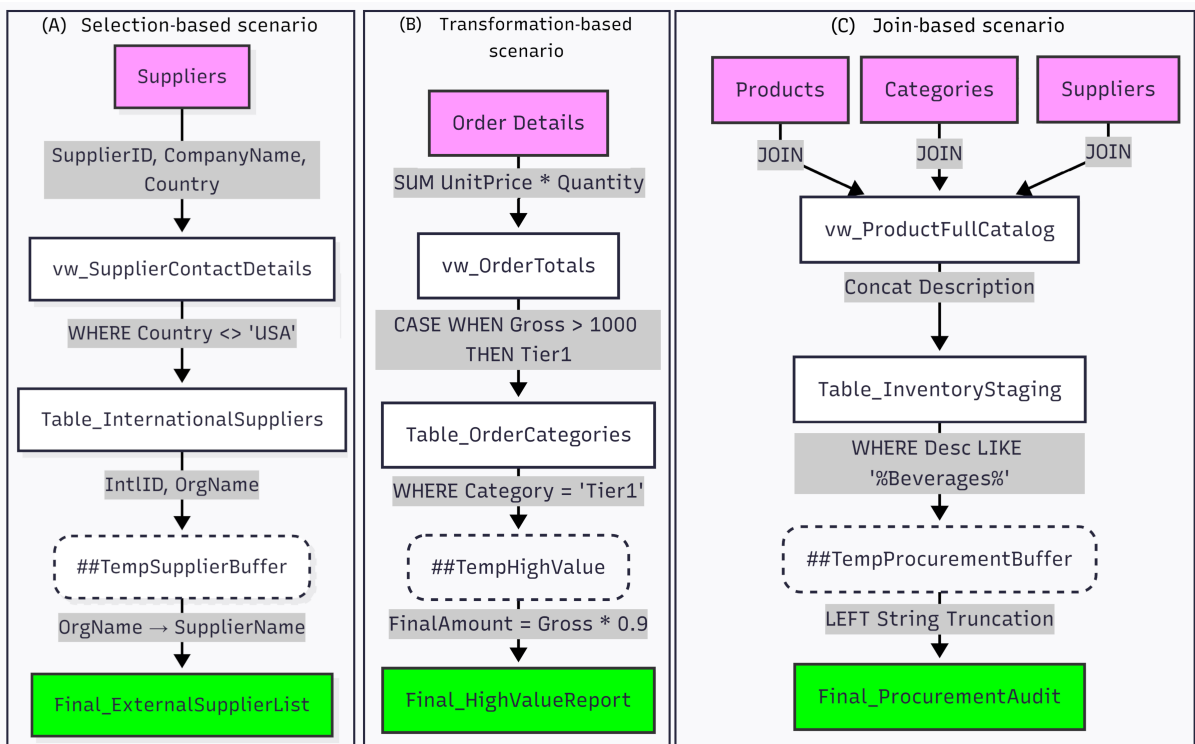 (A) Selection-based scenario
Suppliers
SupplierID, CompanyName,
Country
vw_SupplierContactDetails
WHERE Country <> 'USA'
Table_InternationalSuppliers
IntlID, OrgName
##TempSupplierBuffer
OrgName → SupplierName
Final_ExternalSupplierList
(B) Transformation-based
scenario
Order Details
SUM UnitPrice * Quantity
vw_OrderTotals
CASE WHEN Gross > 1000
THEN Tier1
Table_OrderCategories
WHERE Category = 'Tier1'
##TempHighValue
FinalAmount = Gross * 0.9
Final_HighValueReport
(C) Join-based scenario
Products
Categories
Suppliers
JOIN
JOIN
JOIN
vw_ProductFullCatalog
Concat Description
Table_InventoryStaging
WHERE Desc LIKE
'%Beverages%'
##TempProcurementBuffer
LEFT String Truncation
Final_ProcurementAudit